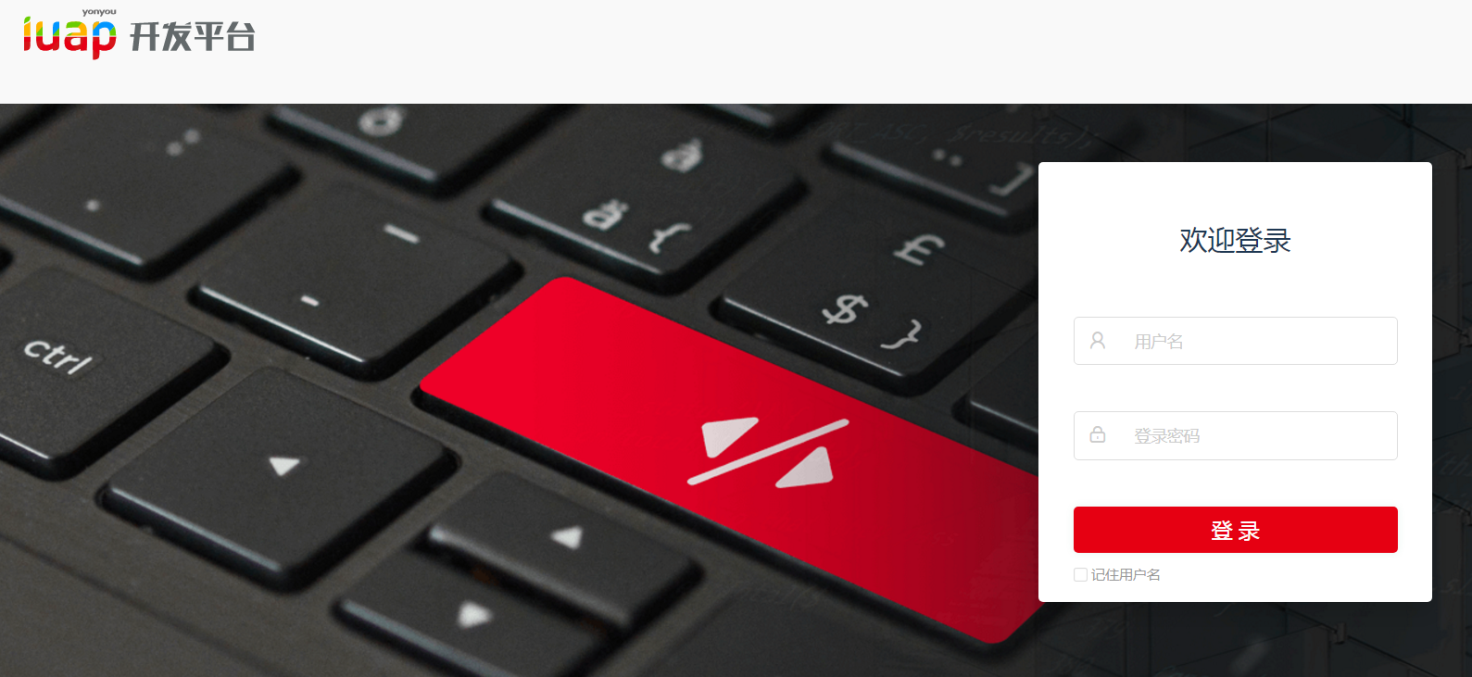 yonyou
iuap 开发平台
欢迎登录
用户名
登录密码
登 录
记住用户名
$results);
ctrl
£
$ }
ä {
]